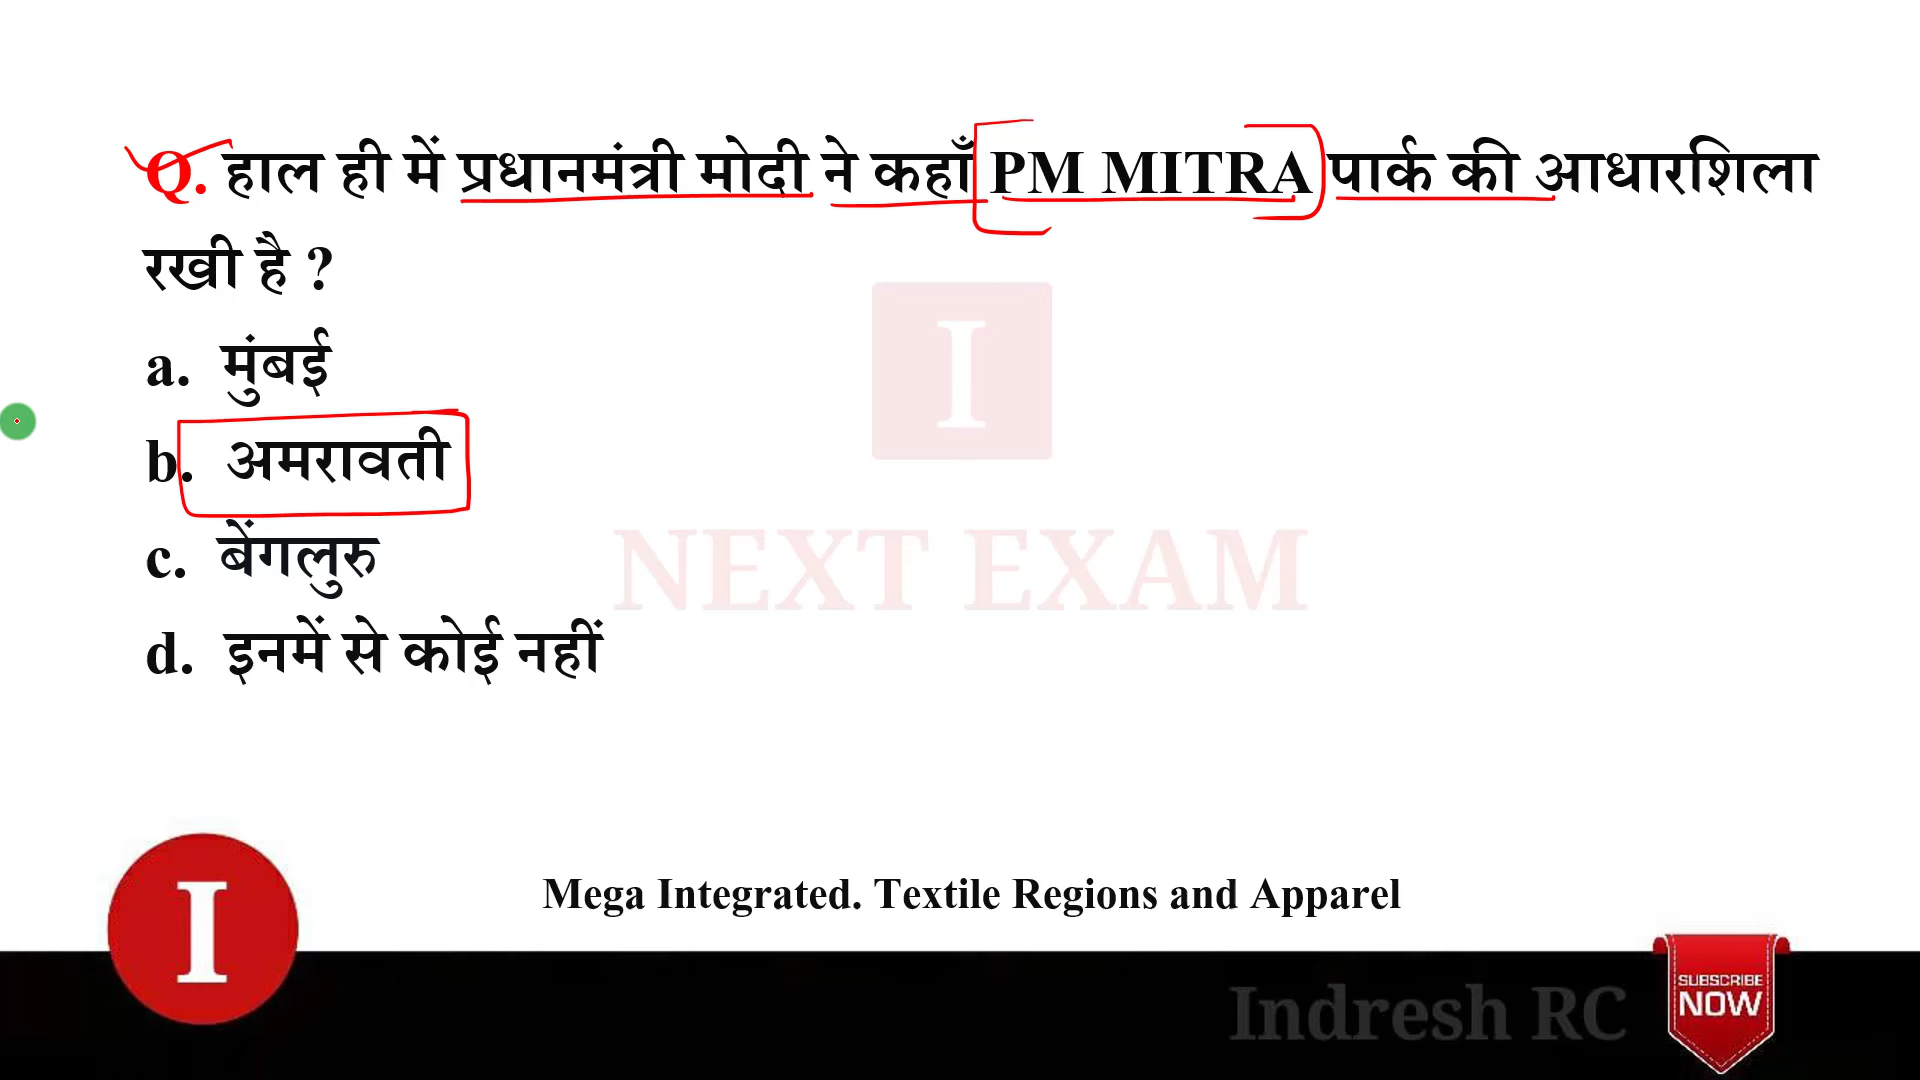 Q. हाल ही में प्रधानमंत्री मोदी ने कहाँ PM MITRA पार्क की आधारशिला
रखी है ?
a. मुंबई
b. अमरावती
c. बेंगलुरु
d. इनमें से कोई नहीं
I
NEXT EXAM
Mega Integrated. Textile Regions and Apparel
I
Indresh RC
SUBSCRIBE
NOW